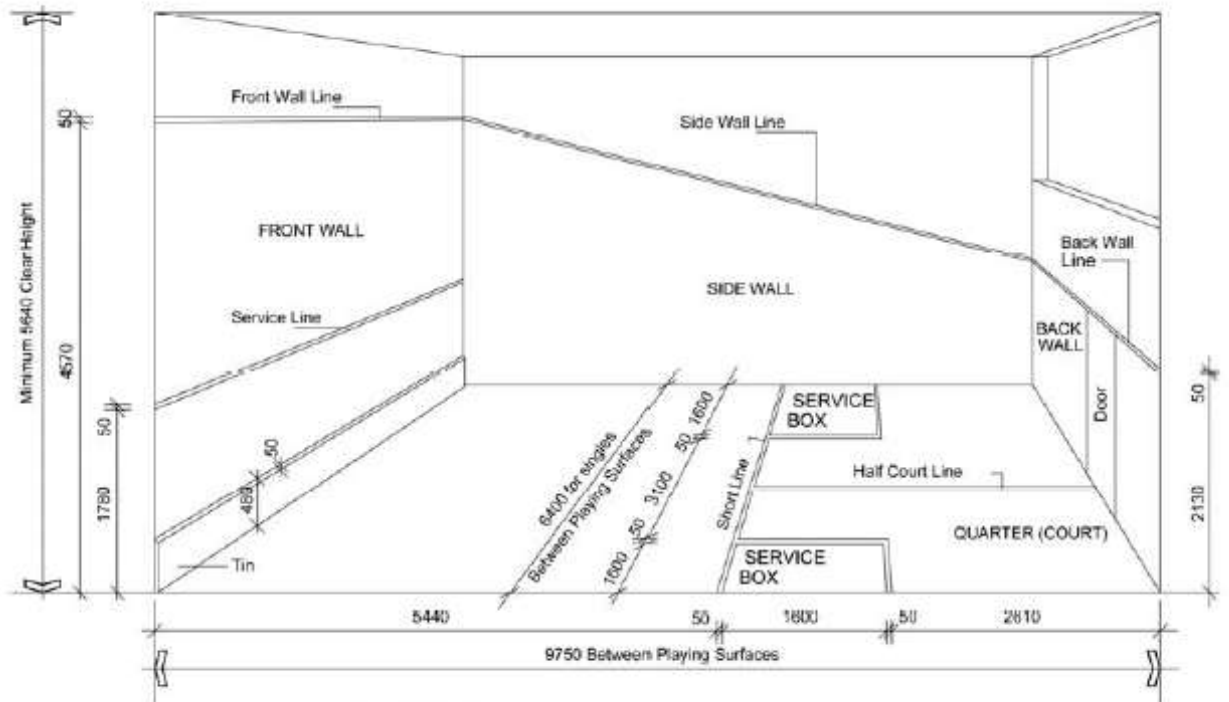 Front Wall Line
Side Wall Line
50
Minimum 5640 Clear Height
4570
FRONT WALL
Back Wall
Line
SIDE WALL
Service Line
BACK
WALL
Door
50
50
50
1780
480
6400 for singles
Between Playing Surfaces
1600
50
3100
50
1600
Short Line
SERVICE
BOX
Half Court Line
2130
QUARTER (COURT)
Tin
SERVICE
BOX
5440
50
1600
50
2610
9750 Between Playing Surfaces